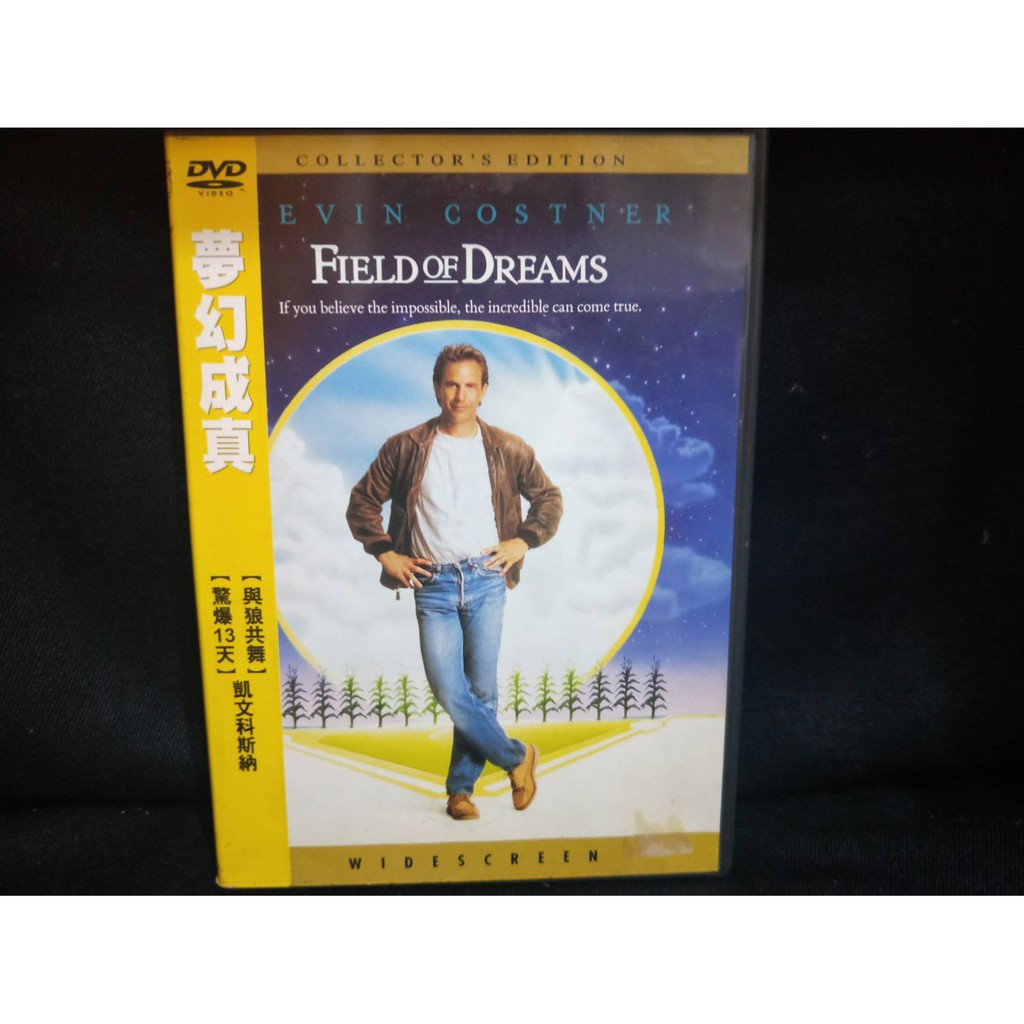 COLLECTOR'S EDITION
DVD
VIDEO
EVIN COSTNER
FIELD OF DREAMS
If you believe the impossible, the incredible can come true.
夢幻成真
【與狼共舞】
【驚爆13天】
凱文科斯納
WIDESCREEN